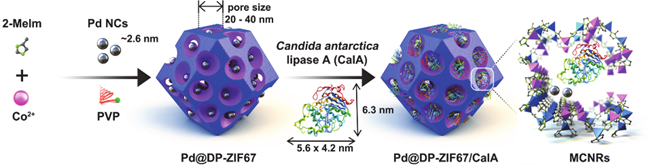 2-MeIm
+
Co2+
Pd NCs
~2.6 nm
PVP
pore size
20 - 40 nm
Pd@DP-ZIF67
Candida antarctica
lipase A (CalA)
6.3 nm
5.6 x 4.2 nm
Pd@DP-ZIF67/CalA
MCNRs